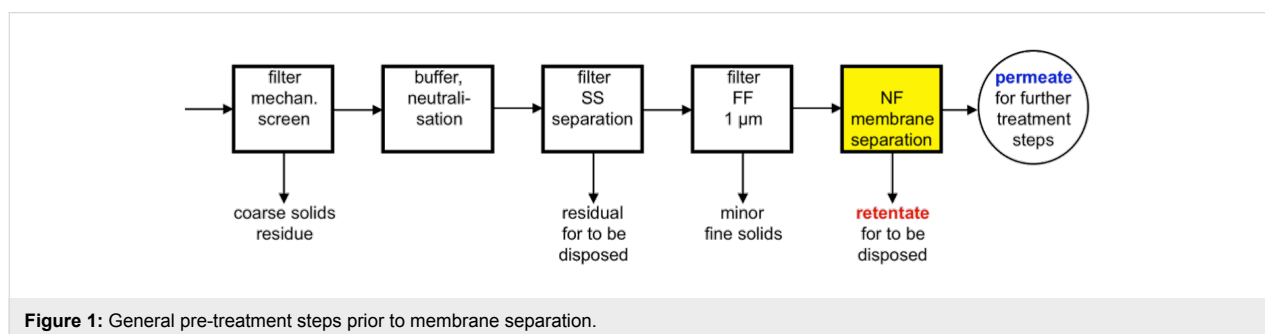 filter
mechan.
screen
buffer,
neutrali-
sation
filter
SS
separation
filter
FF
1 µm
NF
membrane
separation
permeate
for further
treatment
steps
coarse solids
residue
residual
for to be
disposed
minor
fine solids
retentate
for to be
disposed
Figure 1: General pre-treatment steps prior to membrane separation.